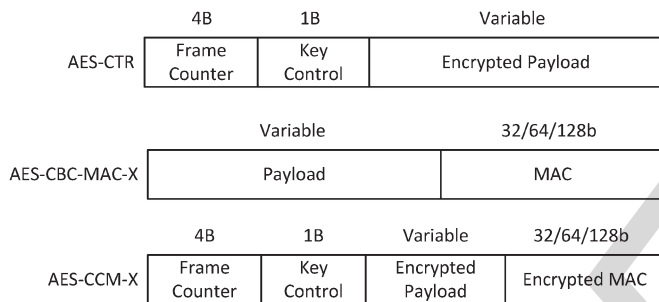 4B 1B Variable
AES-CTR Frame Counter Key Control Encrypted Payload
Variable 32/64/128b
AES-CBC-MAC-X Payload MAC
4B 1B Variable 32/64/128b
AES-CCM-X Frame Counter Key Control Encrypted Payload Encrypted MAC